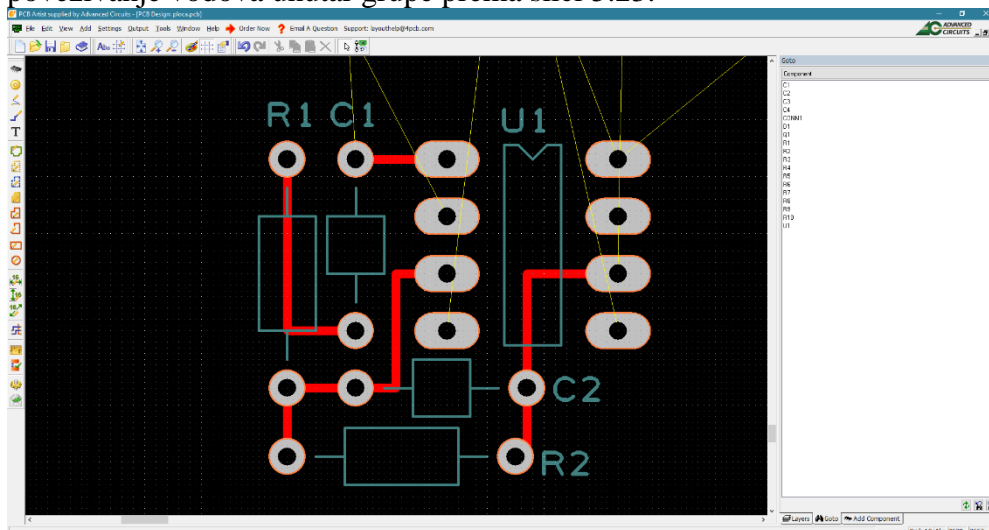 povezivanje vodova unutar grupe prema slici 3.23.
PCB Artist supplied by Advanced Circuits - [PCB Design: ploca.pcb]
File Edit View Add Settings Output Tools Window Help Order Now ? Email A Question Support: layouthelp@4pcb.com
ADVANCED CIRCUITS
Goto
Component
C1
C2
C3
C4
CONN1
D1
Q1
R1
R2
R3
R4
R5
R6
R7
R8
R9
R10
U1
R1 C1
U1
C2
R2
Layers Goto Add Component